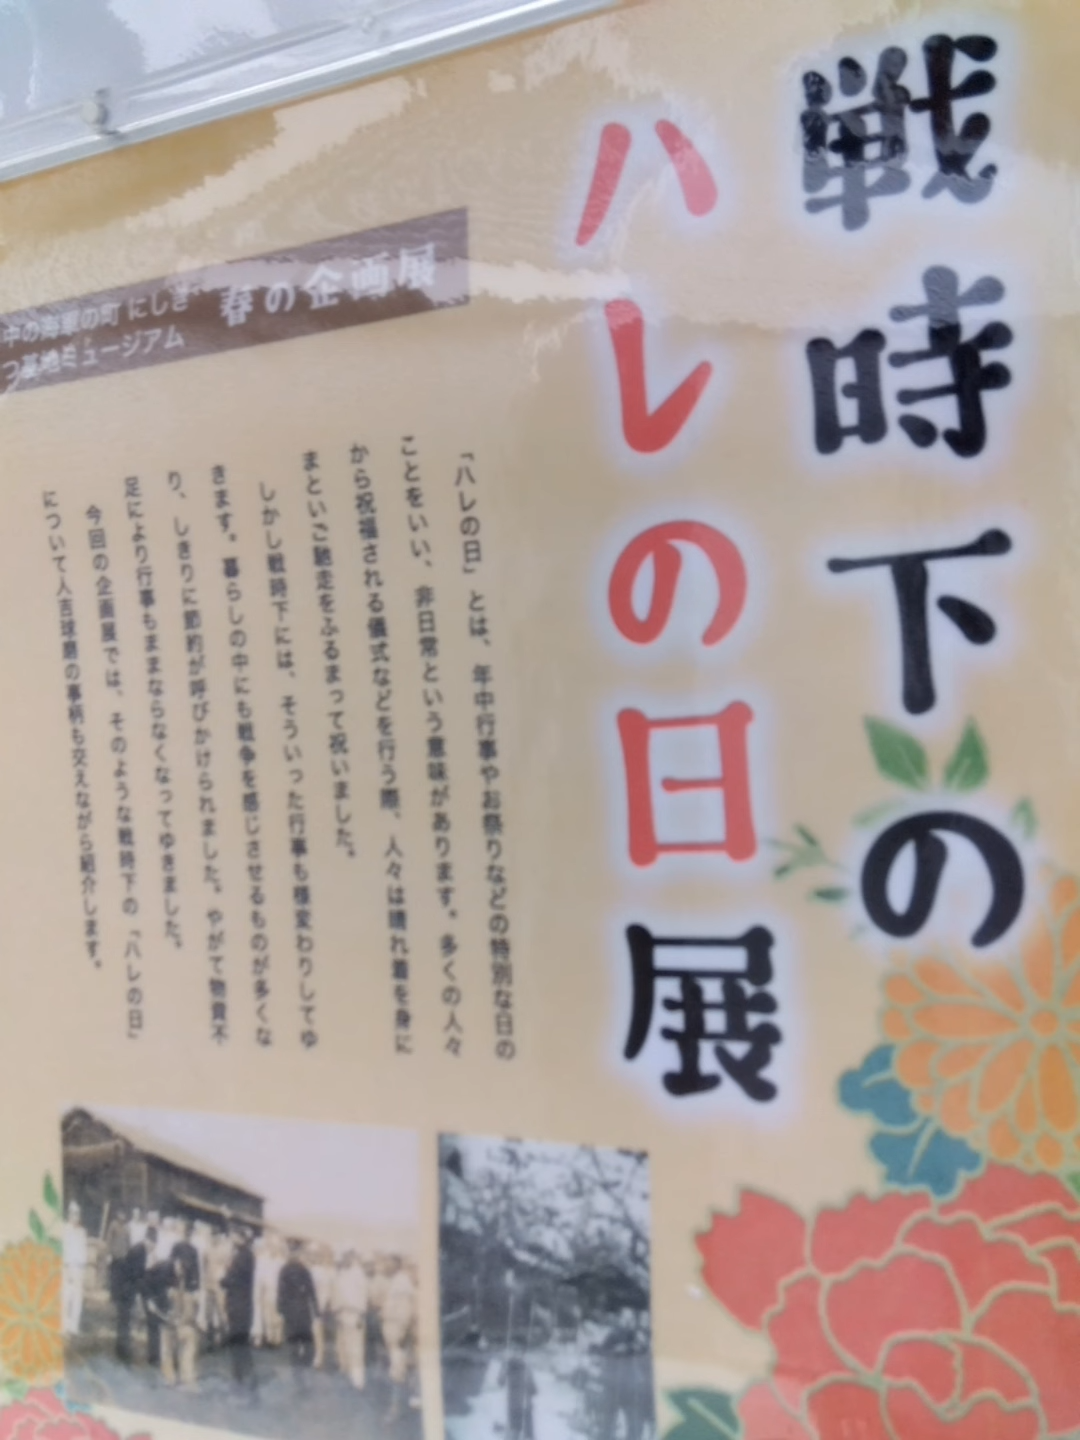 戦時下の
ハレの日展
春の企画展
中の海軍の町 にしき
つ基地ミュージアム
「ハレの日」とは、年中行事やお祭りなどの特別な日の
ことをいい、非日常という意味があります。多くの人々
から祝福される儀式などを行う際、人々は晴れ着を身に
まといご馳走をふるまって祝いました。
しかし戦時下には、そういった行事も様変わりしてゆ
きます。暮らしの中にも戦争を感じさせるものが多くな
り、しきりに節約が呼びかけられました。やがて物資不
足により行事もままならなくなってゆきました。
今回の企画展では、そのような戦時下の「ハレの日」
について人吉球磨の事柄も交えながら紹介します。